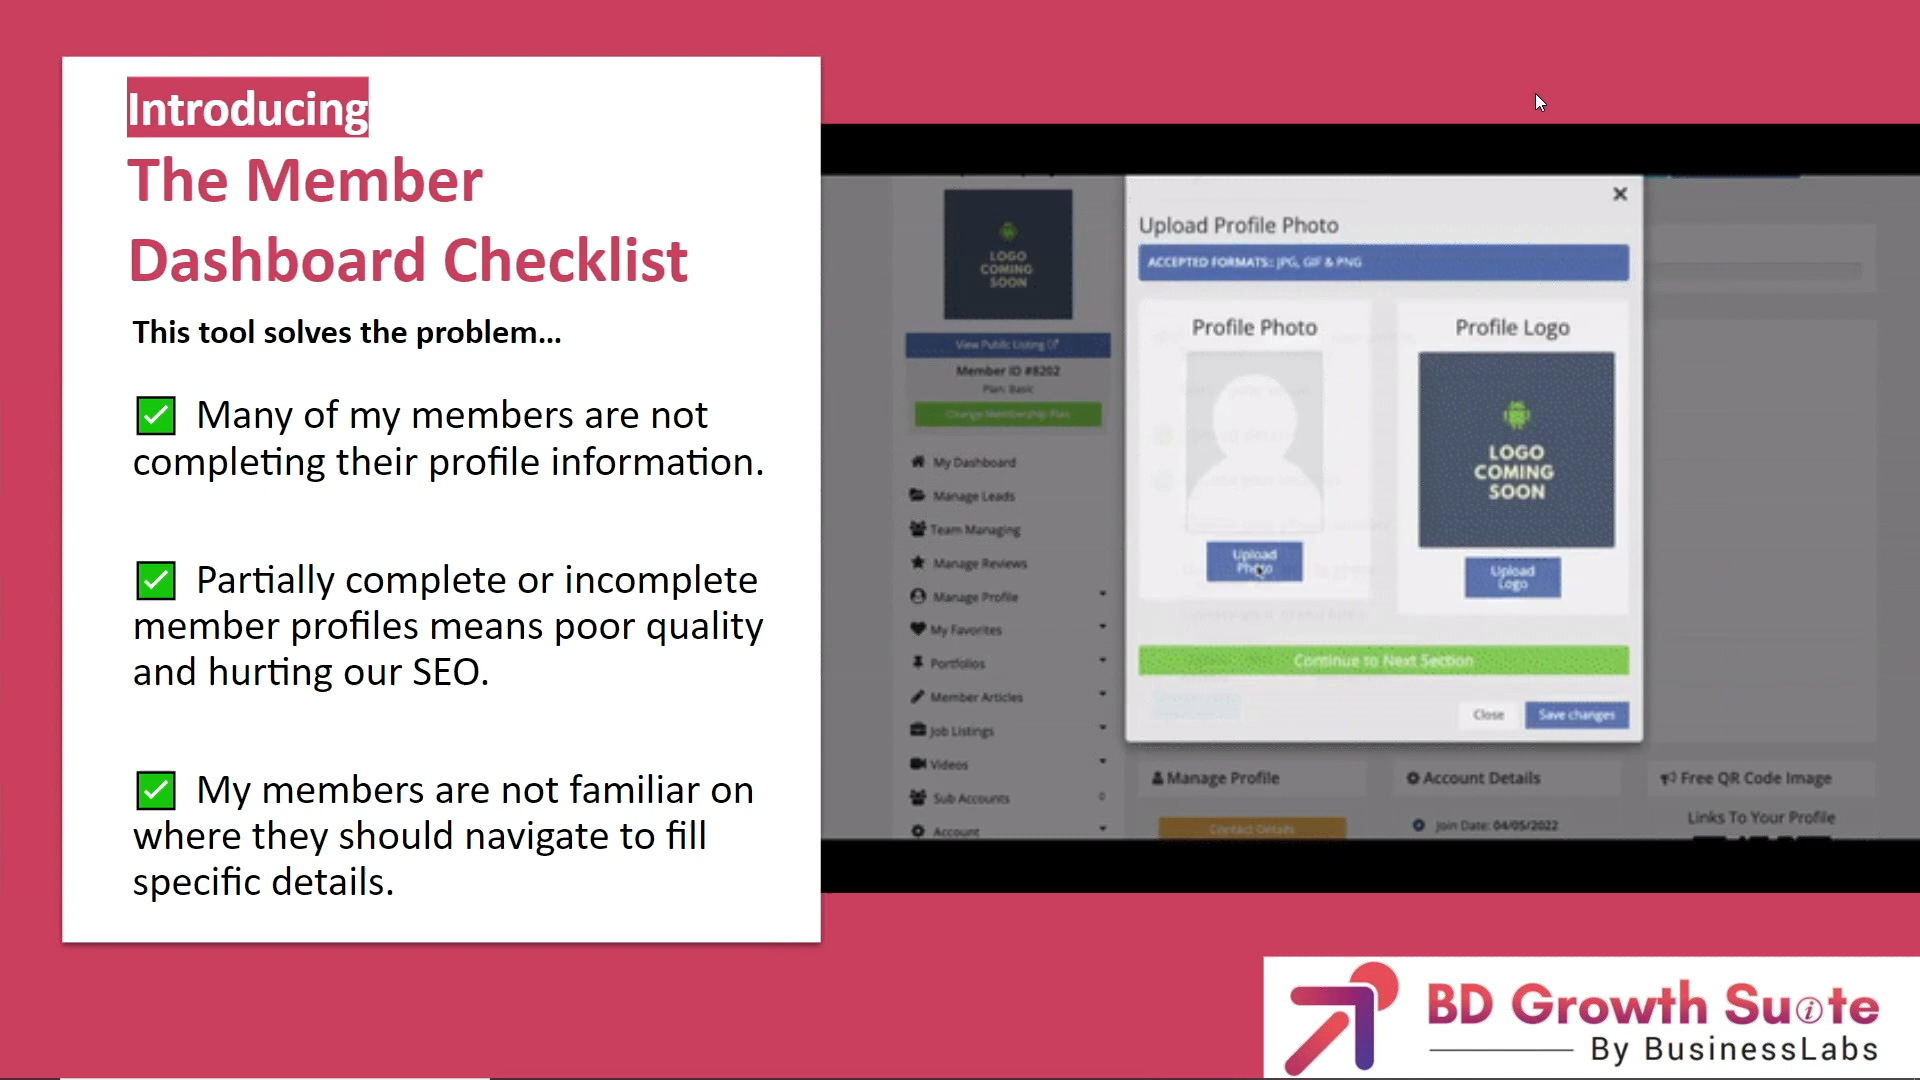 Introducing
The Member
Dashboard Checklist
This tool solves the problem...
Many of my members are not
completing their profile information.
Partially complete or incomplete
member profiles means poor quality
and hurting our SEO.
My members are not familiar on
where they should navigate to fill
specific details.
LOGO
COMING
SOON
View Public Listing
Member ID #8202
Plan: Basic
Change Membership Plan
My Dashboard
Manage Leads
Team Managing
Manage Reviews
Manage Profile
My Favorites
Portfolios
Member Articles
Job Listings
Videos
Sub Accounts
0
Account
Upload Profile Photo
ACCEPTED FORMATS:: JPG, GIF & PNG
Profile Photo
Upload
Photo
Profile Logo
LOGO
COMING
SOON
Upload
Logo
Continue to Next Section
Close
Save changes
Manage Profile
Contact Details
Account Details
Join Date: 04/05/2022
Free QR Code Image
Links To Your Profile
BD Growth Suite
By BusinessLabs